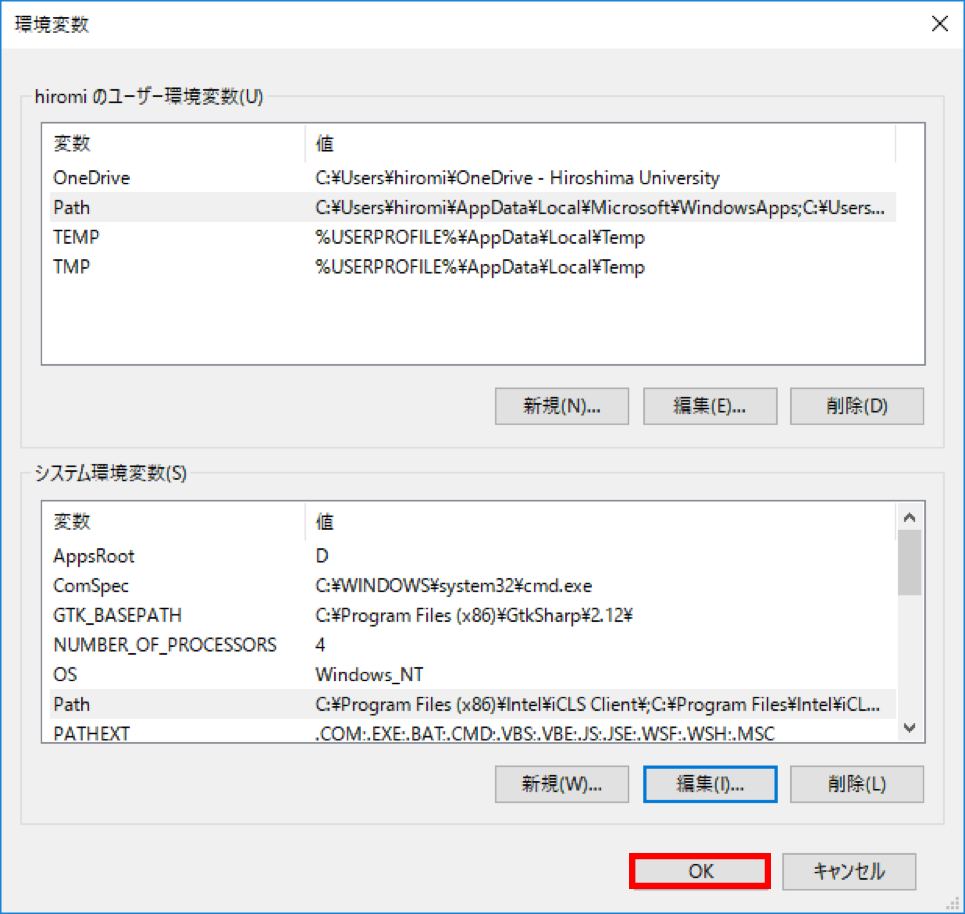 環境変数
hiromi のユーザー環境変数(U)
変数 値
OneDrive C:¥Users¥hiromi¥OneDrive - Hiroshima University
Path C:¥Users¥hiromi¥AppData¥Local¥Microsoft¥WindowsApps;C:¥Users...
TEMP %USERPROFILE%¥AppData¥Local¥Temp
TMP %USERPROFILE%¥AppData¥Local¥Temp
新規(N)... 編集(E)... 削除(D)
システム環境変数(S)
変数 値
AppsRoot D
ComSpec C:¥WINDOWS¥system32¥cmd.exe
GTK_BASEPATH C:¥Program Files (x86)¥GtkSharp¥2.12¥
NUMBER_OF_PROCESSORS 4
OS Windows_NT
Path C:¥Program Files (x86)¥Intel¥iCLS Client¥;C:¥Program Files¥Intel¥iCL...
PATHEXT .COM;.EXE;.BAT;.CMD;.VBS;.VBE;.JS;.JSE;.WSF;.WSH;.MSC
新規(W)... 編集(I)... 削除(L)
OK キャンセル